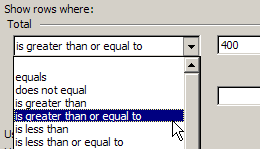 Show rows where:
Total
is greater than or equal to
400
equals
does not equal
is greater than
is greater than or equal to
is less than
is less than or equal to